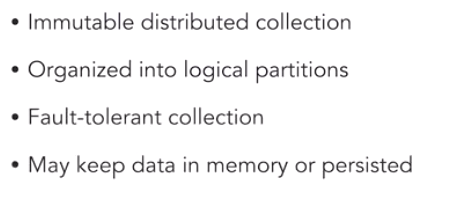 • Immutable distributed collection
• Organized into logical partitions
• Fault-tolerant collection
• May keep data in memory or persisted